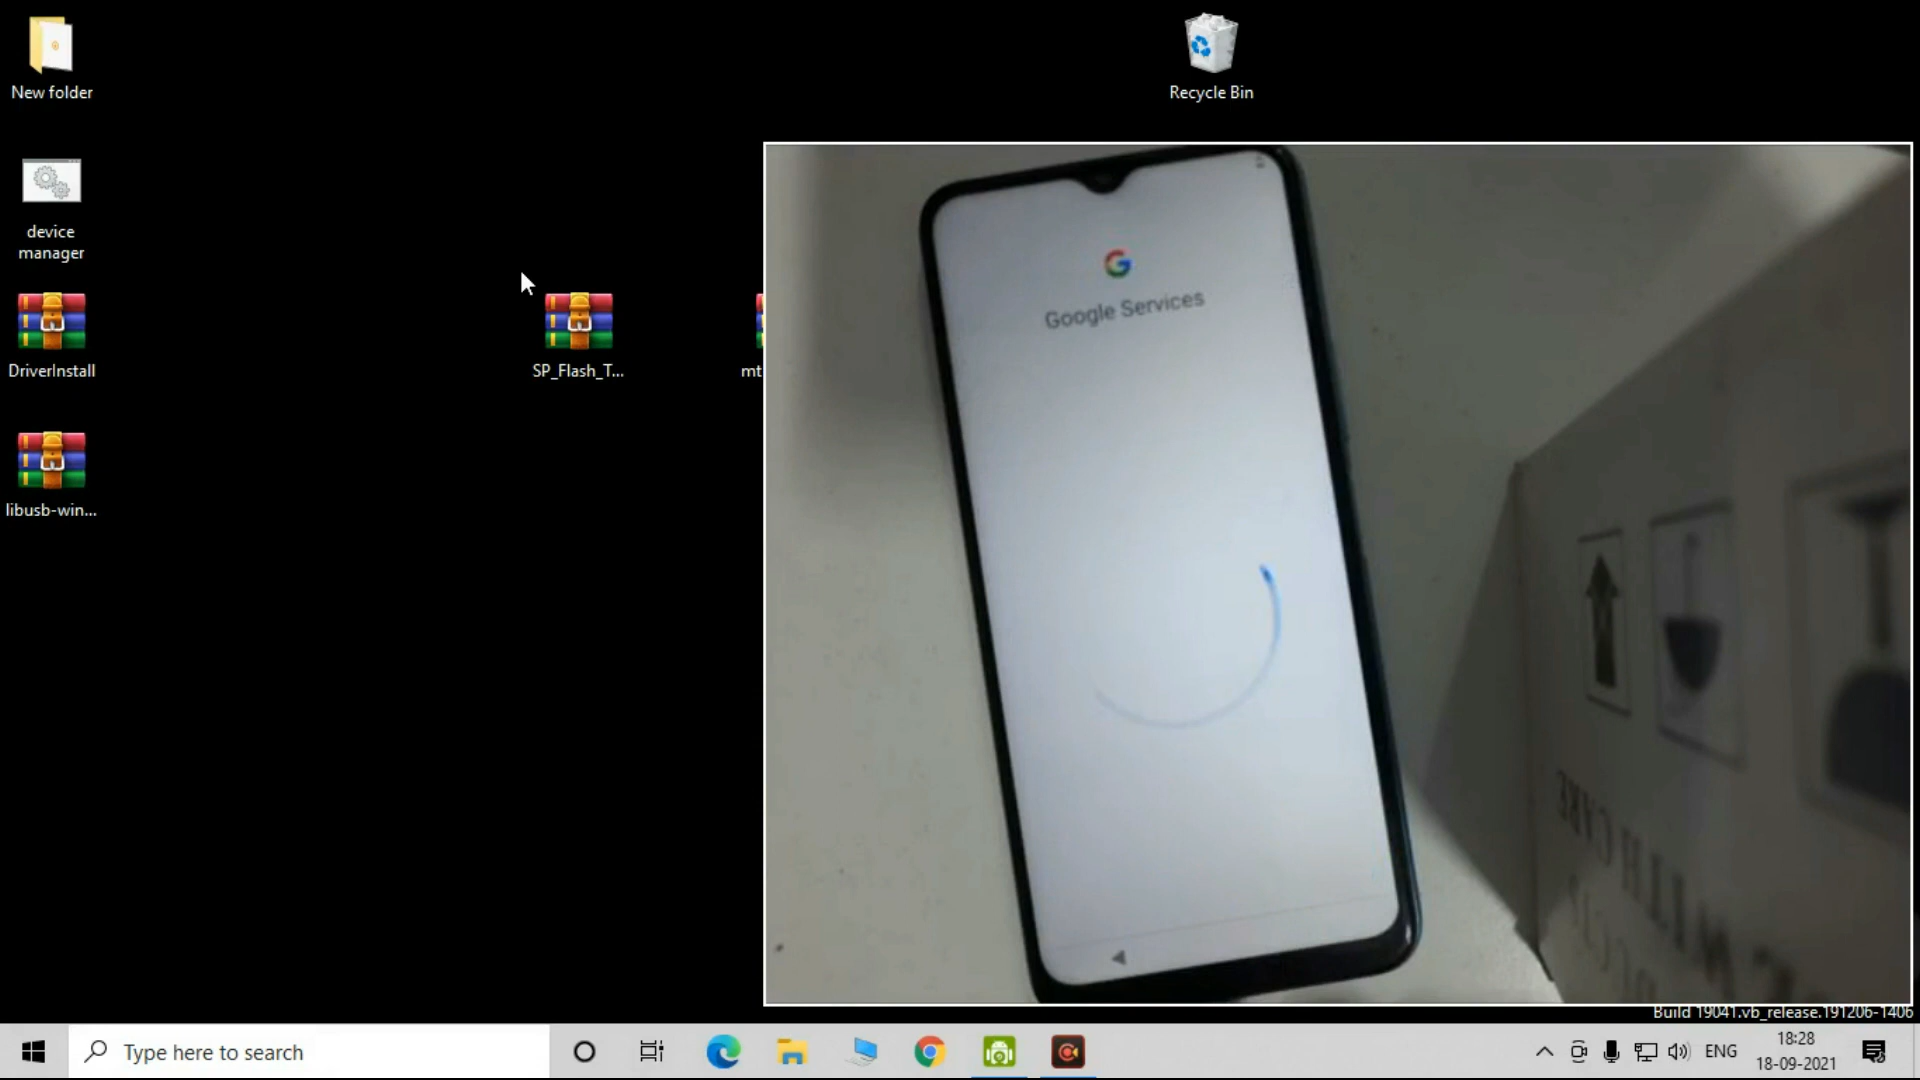 New folder
Recycle Bin
device
manager
DriverInstall
SP_Flash_T...
mt
libusb-win...
Google Services
Build 19041.vb_release.191206-1406
Type here to search
ENG
18:28
18-09-2021